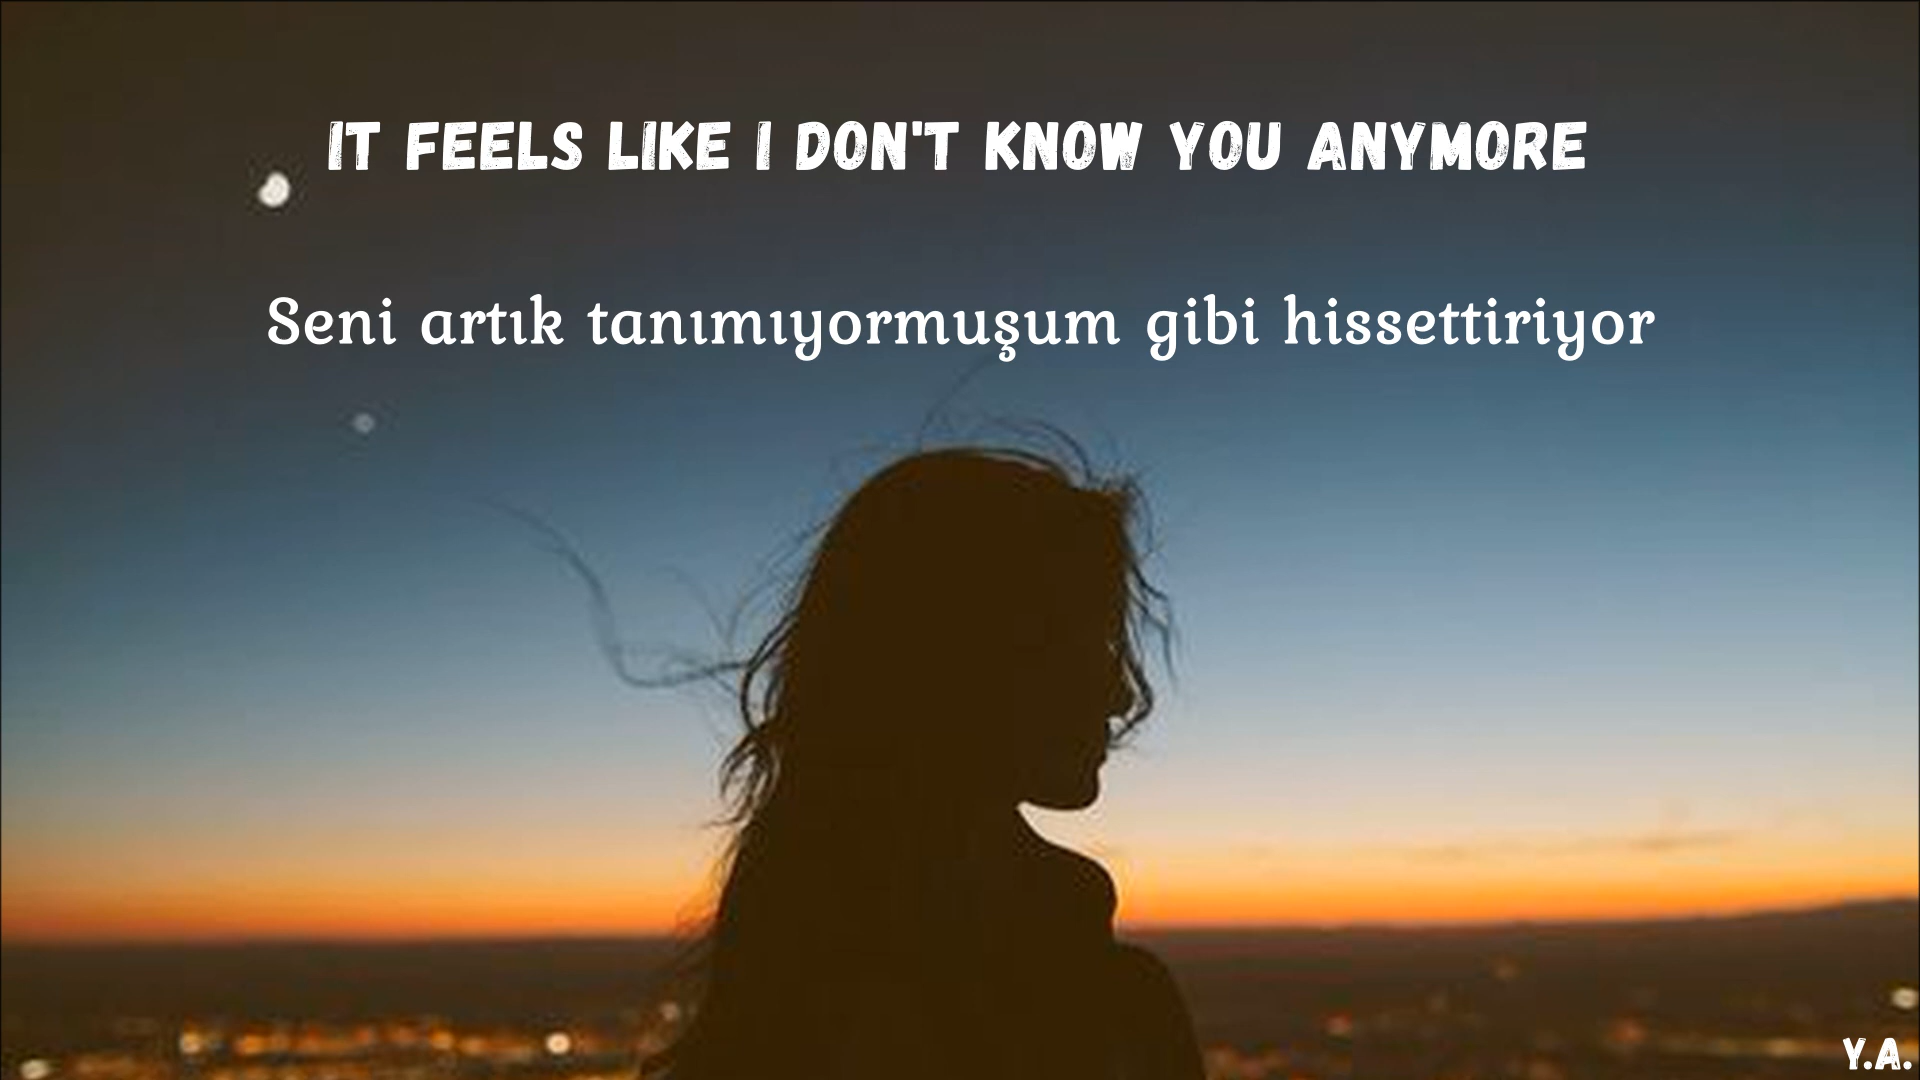 IT FEELS LIKE I DON'T KNOW YOU ANYMORE
Seni artık tanımıyormuşum gibi hissettiriyor
Y.A.